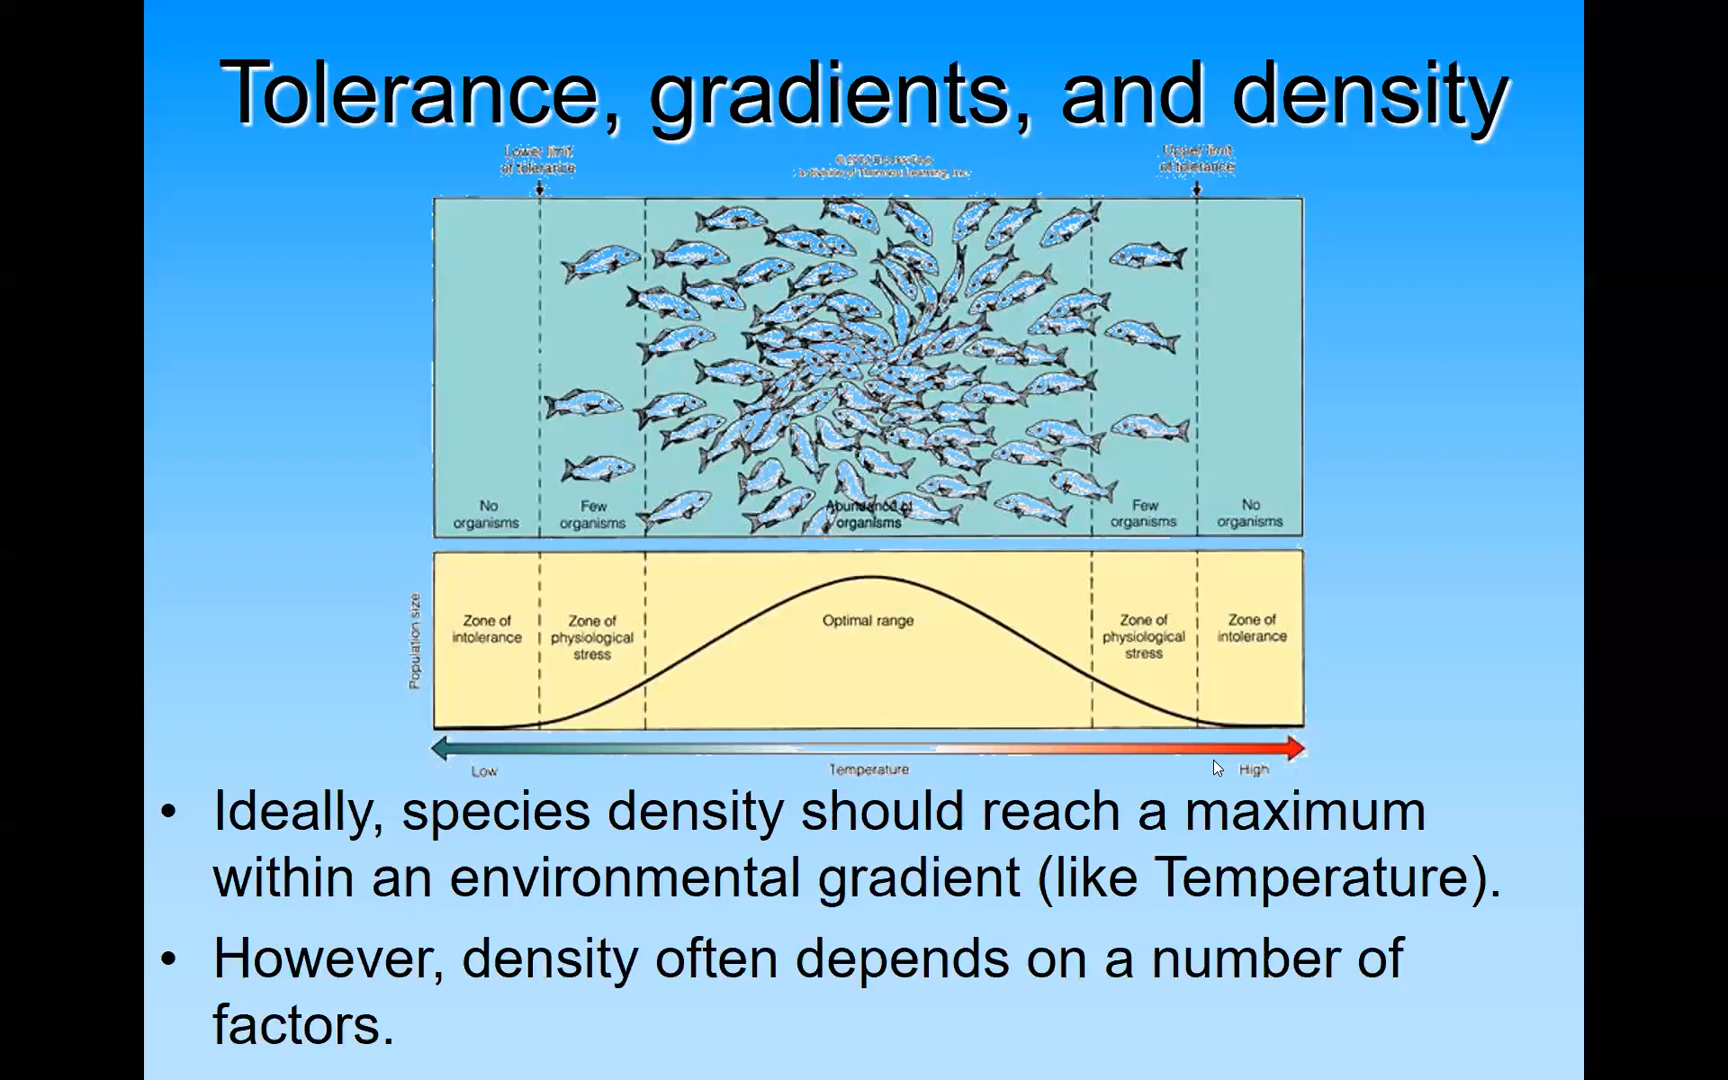 Tolerance, gradients, and density
Lower limit
of tolerance
Upper limit
of tolerance
No
organisms
Few
organisms
Abundance of
organisms
Few
organisms
No
organisms
Population size
Zone of
intolerance
Zone of
physiological
stress
Optimal range
Zone of
physiological
stress
Zone of
intolerance
Low
Temperature
High
• Ideally, species density should reach a maximum
within an environmental gradient (like Temperature).
• However, density often depends on a number of
factors.